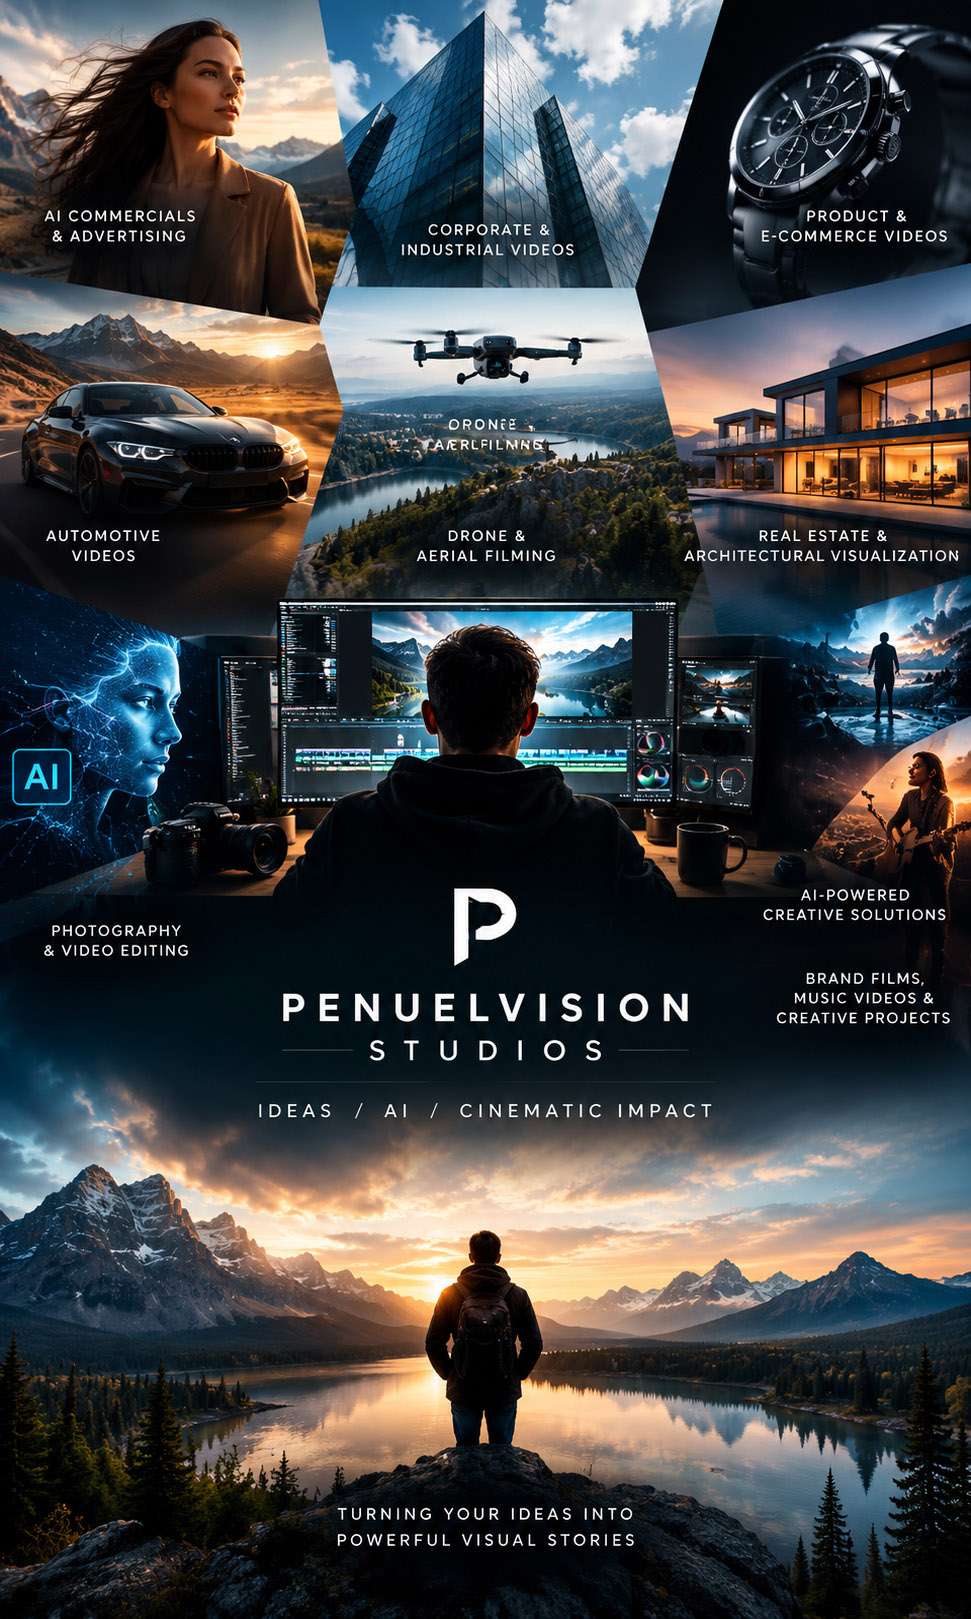 AI COMMERCIALS
& ADVERTISING
CORPORATE &
INDUSTRIAL VIDEOS
PRODUCT &
E-COMMERCE VIDEOS
AUTOMOTIVE
VIDEOS
DRONE &
AERIAL FILMING
REAL ESTATE &
ARCHITECTURAL VISUALIZATION
AI
PHOTOGRAPHY
& VIDEO EDITING
AI-POWERED
CREATIVE SOLUTIONS
BRAND FILMS,
MUSIC VIDEOS &
CREATIVE PROJECTS
PENUELVISION
STUDIOS
IDEAS / AI / CINEMATIC IMPACT
TURNING YOUR IDEAS INTO
POWERFUL VISUAL STORIES